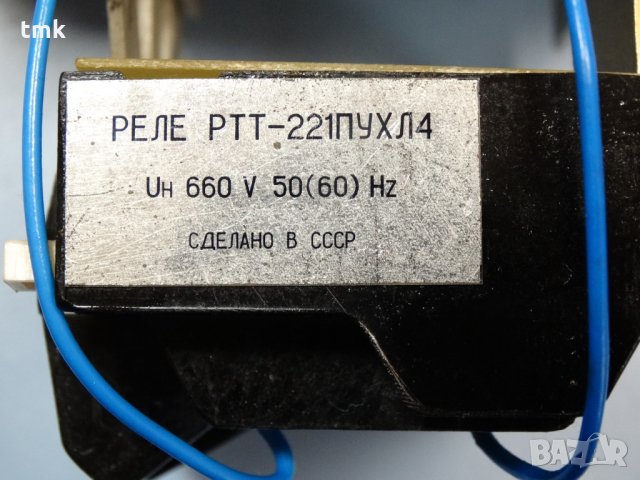 tmk
РЕЛЕ РТТ-221ПУХЛ4
Uн 660 V 50(60) Hz
СДЕЛАНО В СССР
BAZAR